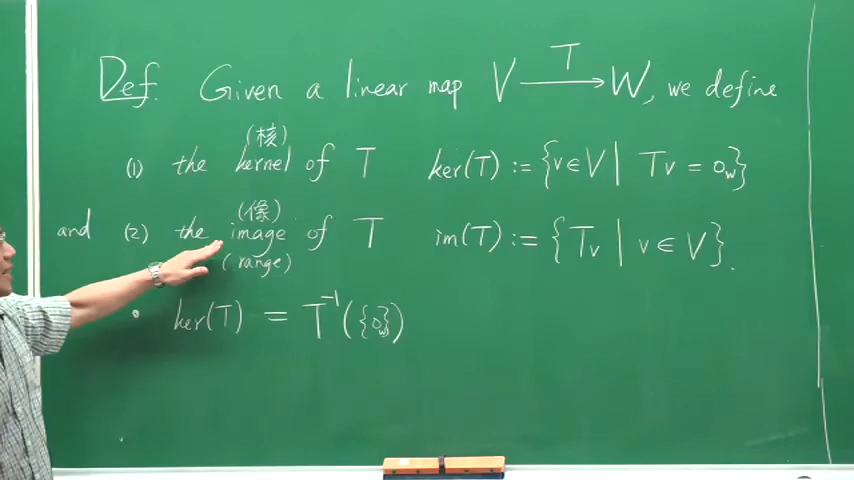 Def. Given a linear map V —T→ W, we define
(核)
(1) the kernel of T ker(T) := {v ∈ V | Tv = 0_W}
(像)
and (2) the image of T im(T) := {Tv | v ∈ V}.
(range)
• ker(T) = T⁻¹({0_W})